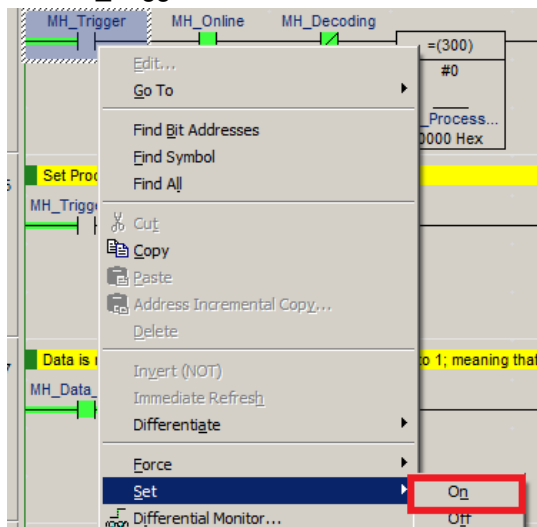 MH_Trigger MH_Online MH_Decoding
=(300)
#0
_Process...
0000 Hex
Edit...
Go To
Find Bit Addresses
Find Symbol
Find All
Set Proc
MH_Trigge
Cut
Copy
Paste
Address Incremental Copy...
Delete
Data is to 1; meaning that
MH_Data_
Invert (NOT)
Immediate Refresh
Differentiate
Force
Set
On
Differential Monitor...
Off